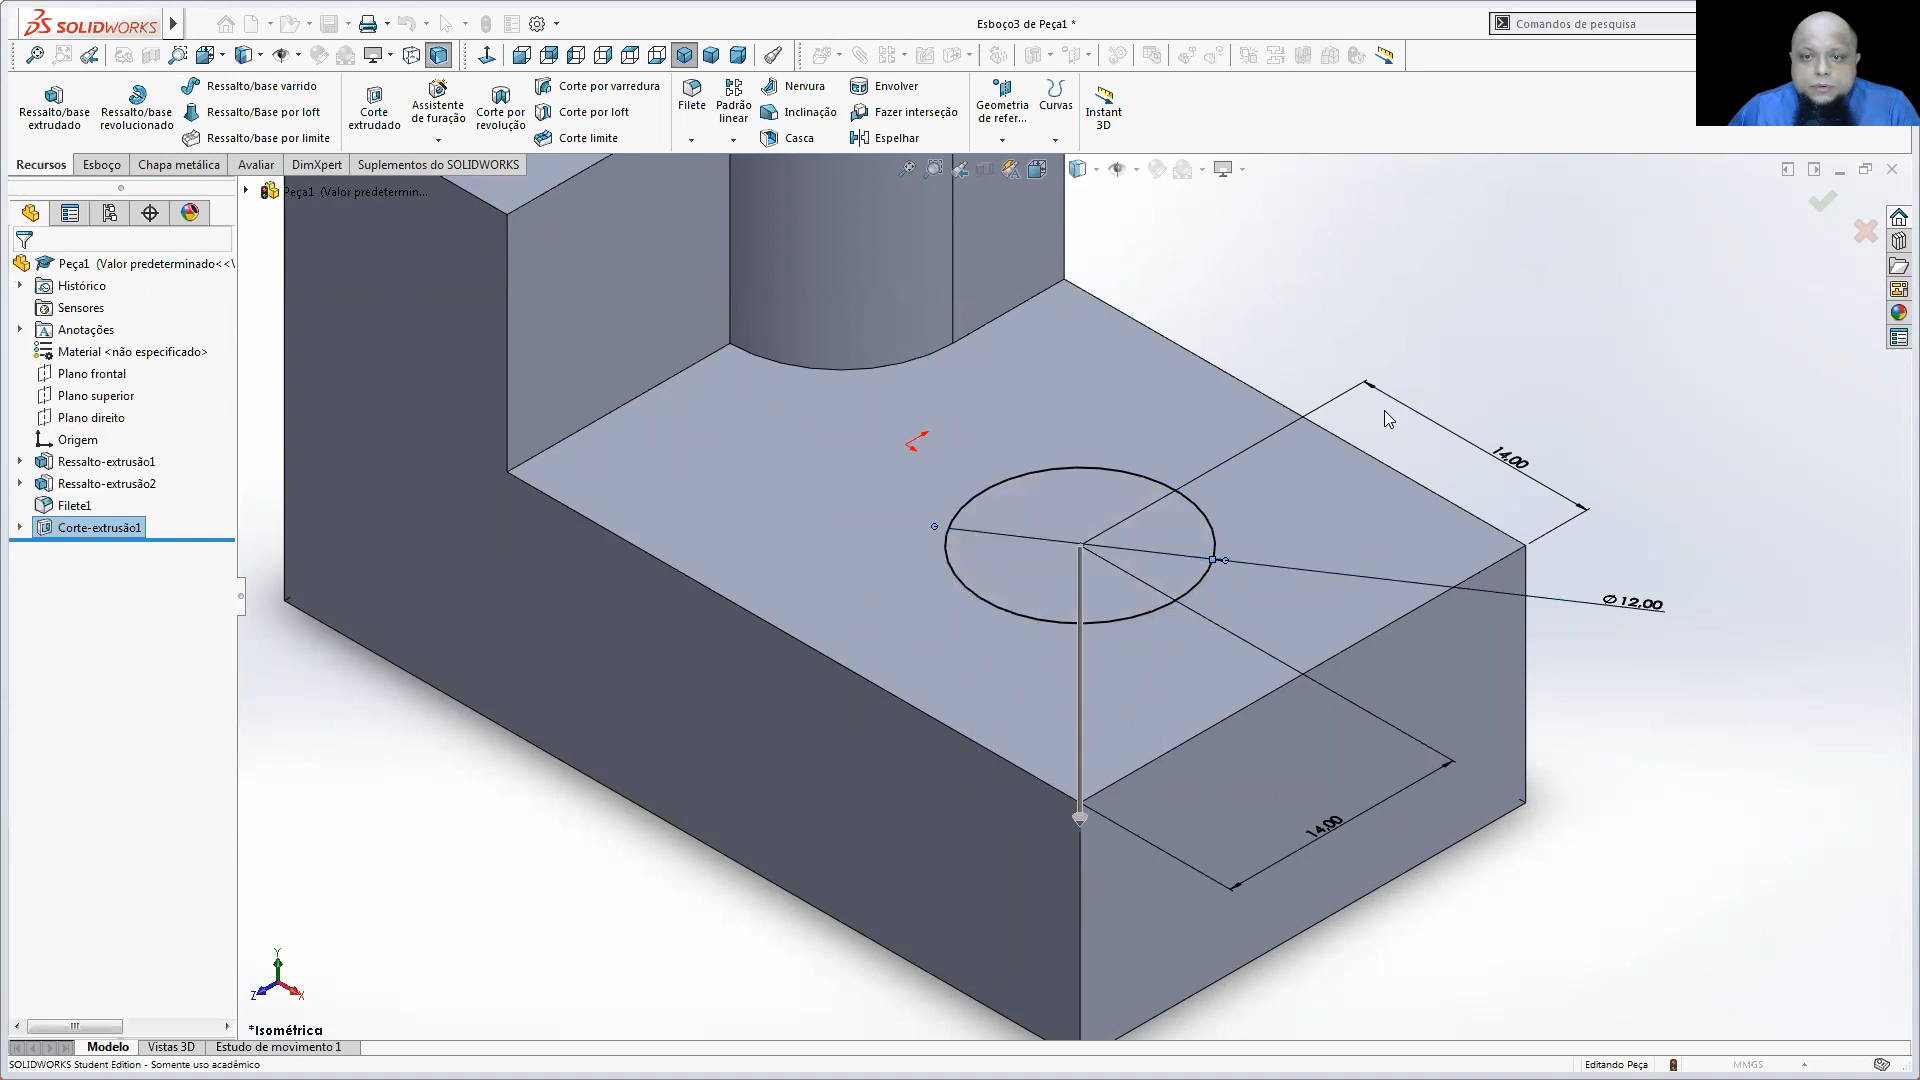 SOLIDWORKS
Esboço3 de Peça1 *
Comandos de pesquisa
Ressalto/base extrudado
Ressalto/base revolucionado
Ressalto/base varrido
Ressalto/base por loft
Ressalto/base por limite
Corte extrudado
Assistente de furação
Corte por revolução
Corte por varredura
Corte por loft
Corte limite
Filete
Padrão linear
Nervura
Inclinação
Casca
Envolver
Fazer interseção
Espelhar
Geometria de refer...
Curvas
Instant 3D
Recursos
Esboço
Chapa metálica
Avaliar
DimXpert
Suplementos do SOLIDWORKS
Peça1 (Valor predetermin...
Peça1 (Valor predeterminado<<\
Histórico
Sensores
Anotações
Material <não especificado>
Plano frontal
Plano superior
Plano direito
Origem
Ressalto-extrusão1
Ressalto-extrusão2
Filete1
Corte-extrusão1
14,00
Ø 12,00
14,00
Y
Z
X
*Isométrica
Modelo
Vistas 3D
Estudo de movimento 1
SOLIDWORKS Student Edition - Somente uso acadêmico
Editando Peça
MMGS